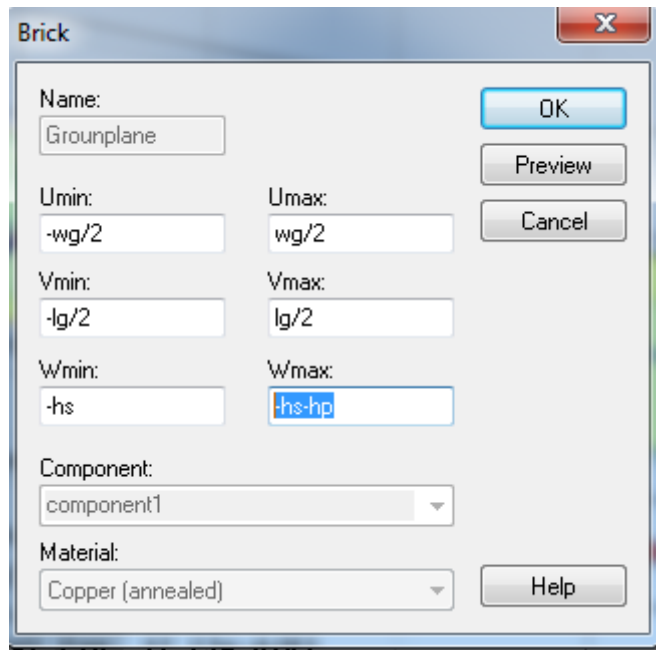 Brick
Name:
Grounplane
OK
Preview
Umin: Umax:
-wg/2 wg/2
Cancel
Vmin: Vmax:
-lg/2 lg/2
Wmin: Wmax:
-hs -hs-hp
Component:
component1
Material:
Copper (annealed)
Help